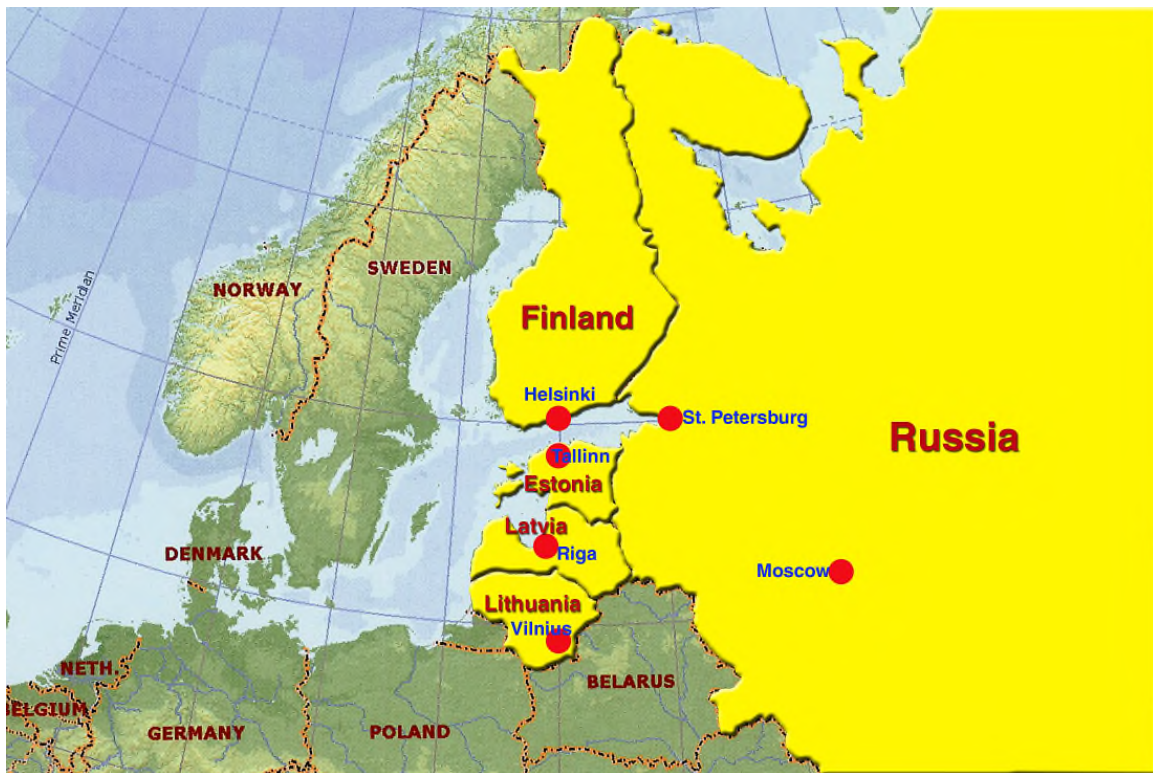 SWEDEN
NORWAY
Prime Meridian
Finland
Helsinki
St. Petersburg
Russia
Tallinn
Estonia
Latvia
DENMARK
Riga
Moscow
Lithuania
Vilnius
NETH.
BELARUS
BELGIUM
GERMANY
POLAND